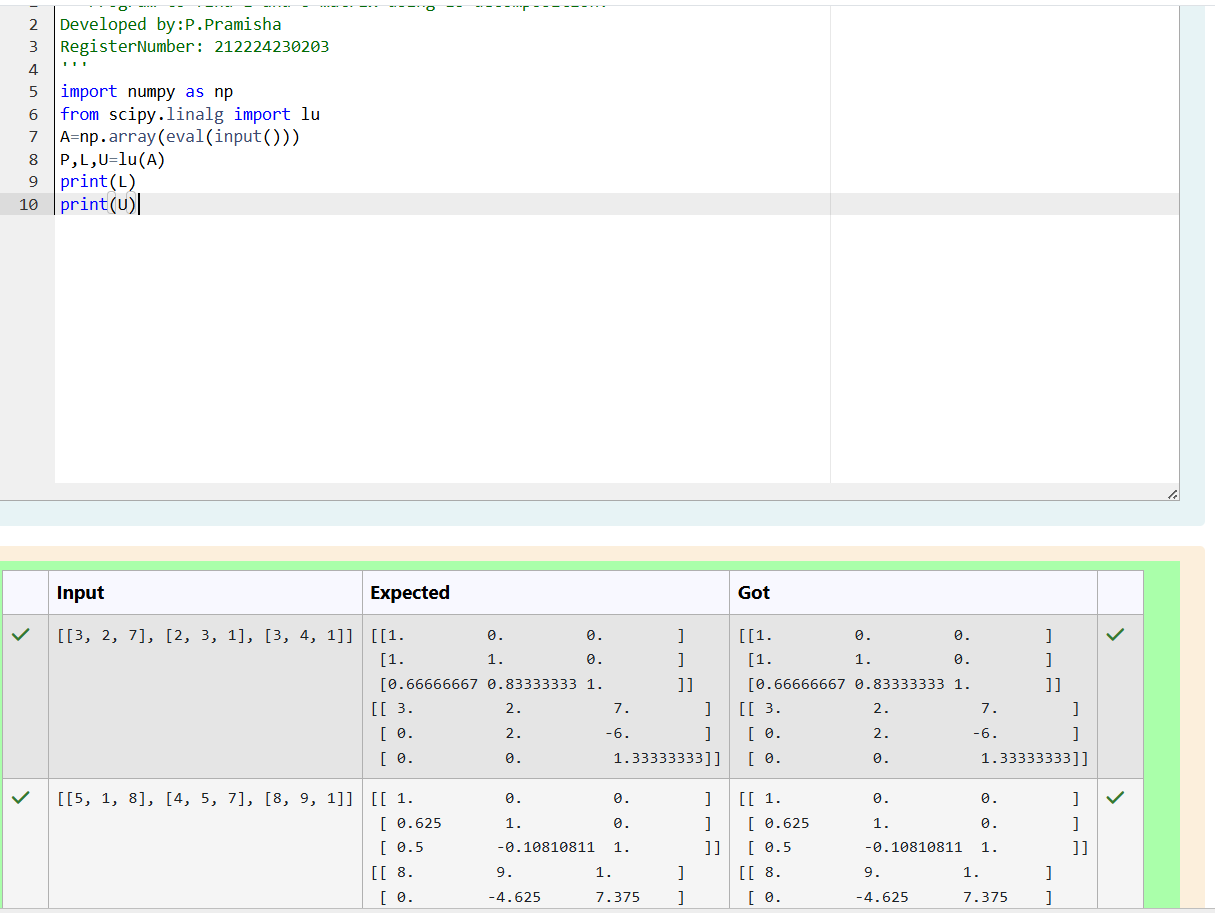 2 Developed by:P.Pramisha
3 RegisterNumber: 212224230203
4 '''
5 import numpy as np
6 from scipy.linalg import lu
7 A=np.array(eval(input()))
8 P,L,U=lu(A)
9 print(L)
10 print(U)
Input Expected Got
[[3, 2, 7], [2, 3, 1], [3, 4, 1]] [[1. 0. 0. ] [[1. 0. 0. ]
[1. 1. 0. ] [1. 1. 0. ]
[0.66666667 0.83333333 1. ]] [0.66666667 0.83333333 1. ]]
[[ 3. 2. 7. ] [[ 3. 2. 7. ]
[ 0. 2. -6. ] [ 0. 2. -6. ]
[ 0. 0. 1.33333333]] [ 0. 0. 1.33333333]]
[[5, 1, 8], [4, 5, 7], [8, 9, 1]] [[ 1. 0. 0. ] [[ 1. 0. 0. ]
[ 0.625 1. 0. ] [ 0.625 1. 0. ]
[ 0.5 -0.10810811 1. ]] [ 0.5 -0.10810811 1. ]]
[[ 8. 9. 1. ] [[ 8. 9. 1. ]
[ 0. -4.625 7.375 ] [ 0. -4.625 7.375 ]